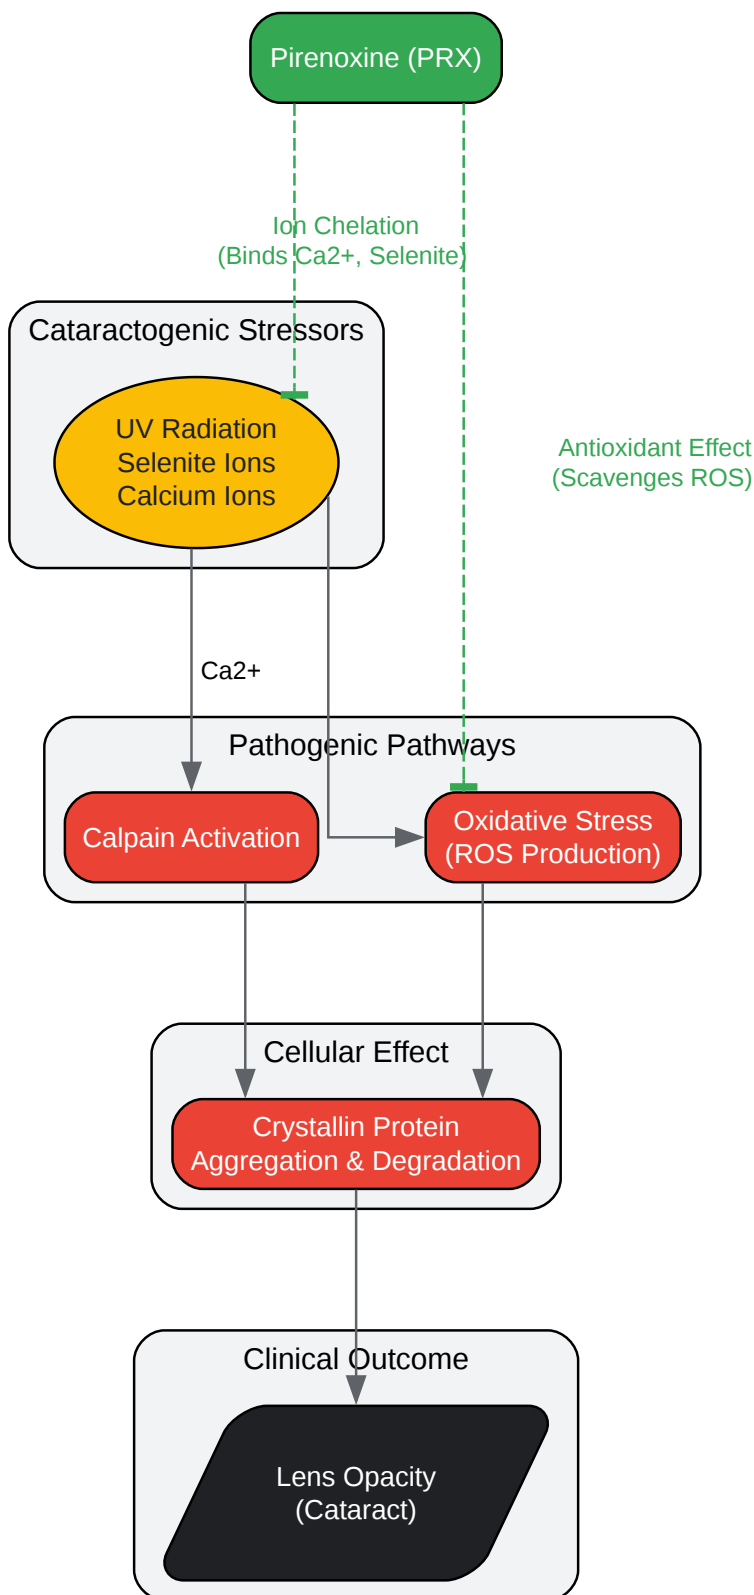 Pirenoxine (PRX)
Ion Chelation
(Binds Ca2+, Selenite)
Cataractogenic Stressors
UV Radiation
Selenite Ions
Calcium Ions
Antioxidant Effect
(Scavenges ROS)
Ca2+
Pathogenic Pathways
Calpain Activation
Oxidative Stress
(ROS Production)
Cellular Effect
Crystallin Protein
Aggregation & Degradation
Clinical Outcome
Lens Opacity
(Cataract)